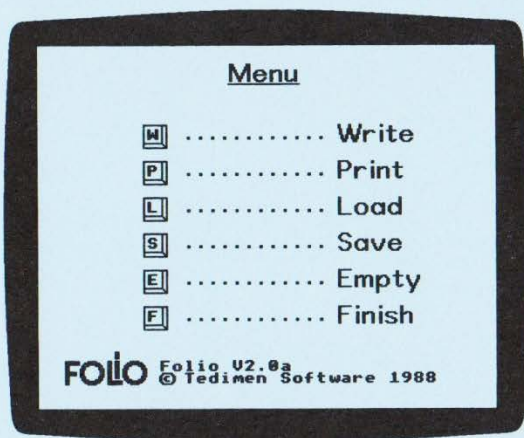 Menu
W ............ Write
P ............ Print
L ............ Load
S ............ Save
E ............ Empty
F ............ Finish
FOLIO Folio V2.0a
© Tedimen Software 1988